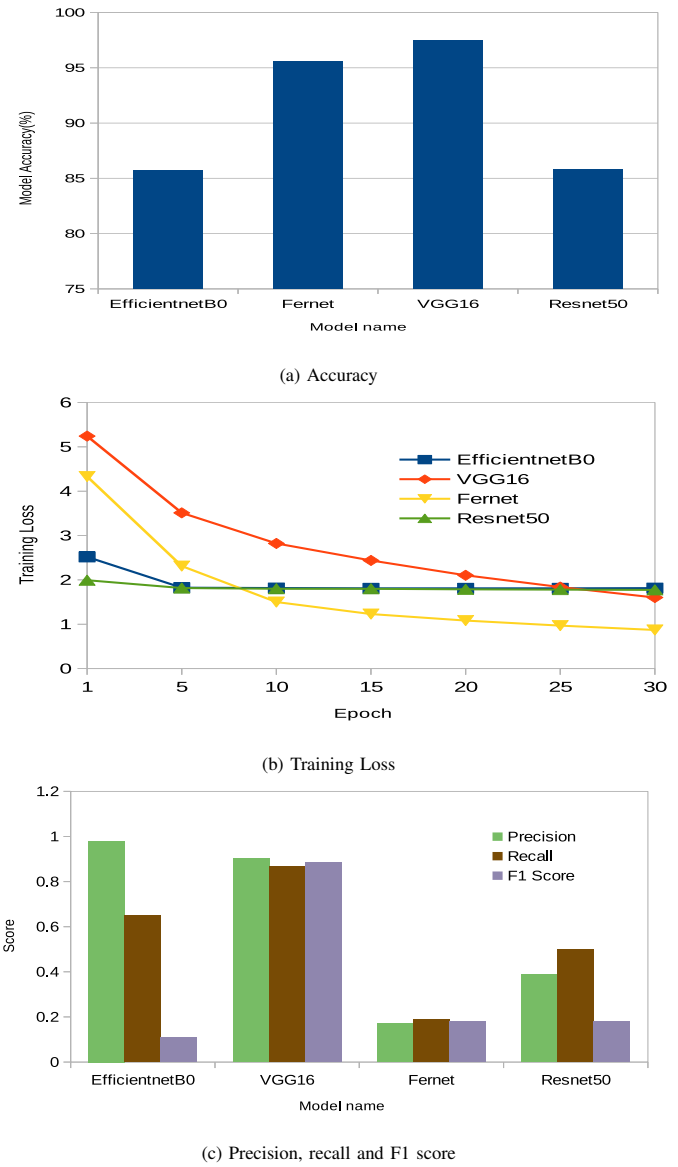 100
95
90
85
80
75
Model Accuracy(%)
EfficientnetB0 Fernet VGG16 Resnet50
Model name
(a) Accuracy
6
5
4
3
2
1
0
Training Loss
EfficientnetB0
VGG16
Fernet
Resnet50
1 5 10 15 20 25 30
Epoch
(b) Training Loss
1.2
1
0.8
0.6
0.4
0.2
0
Score
Precision
Recall
F1 Score
EfficientnetB0 VGG16 Fernet Resnet50
Model name
(c) Precision, recall and F1 score